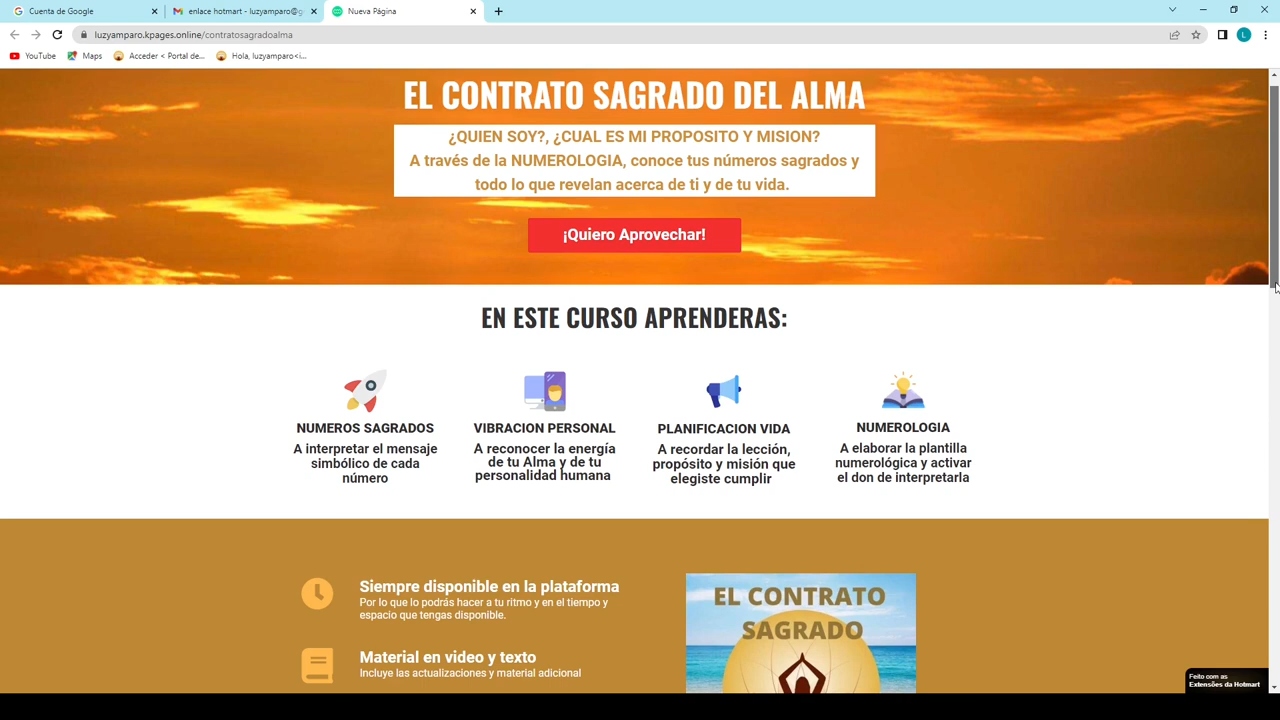 Cuenta de Google
enlace hotmart - luzyamparo@g
Nueva Página
luzyamparo.kpages.online/contratosagradoalma
YouTube
Maps
Acceder < Portal de...
Hola, luzyamparo<i...
L
EL CONTRATO SAGRADO DEL ALMA
¿QUIEN SOY?, ¿CUAL ES MI PROPOSITO Y MISION?
A través de la NUMEROLOGIA, conoce tus números sagrados y
todo lo que revelan acerca de ti y de tu vida.
¡Quiero Aprovechar!
EN ESTE CURSO APRENDERAS:
NUMEROS SAGRADOS
A interpretar el mensaje
simbólico de cada
número
VIBRACION PERSONAL
A reconocer la energía
de tu Alma y de tu
personalidad humana
PLANIFICACION VIDA
A recordar la lección,
propósito y misión que
elegiste cumplir
NUMEROLOGIA
A elaborar la plantilla
numerológica y activar
el don de interpretarla
Siempre disponible en la plataforma
Por lo que lo podrás hacer a tu ritmo y en el tiempo y
espacio que tengas disponible.
Material en video y texto
Incluye las actualizaciones y material adicional
EL CONTRATO
SAGRADO
Feito com as
Extensões da Hotmart